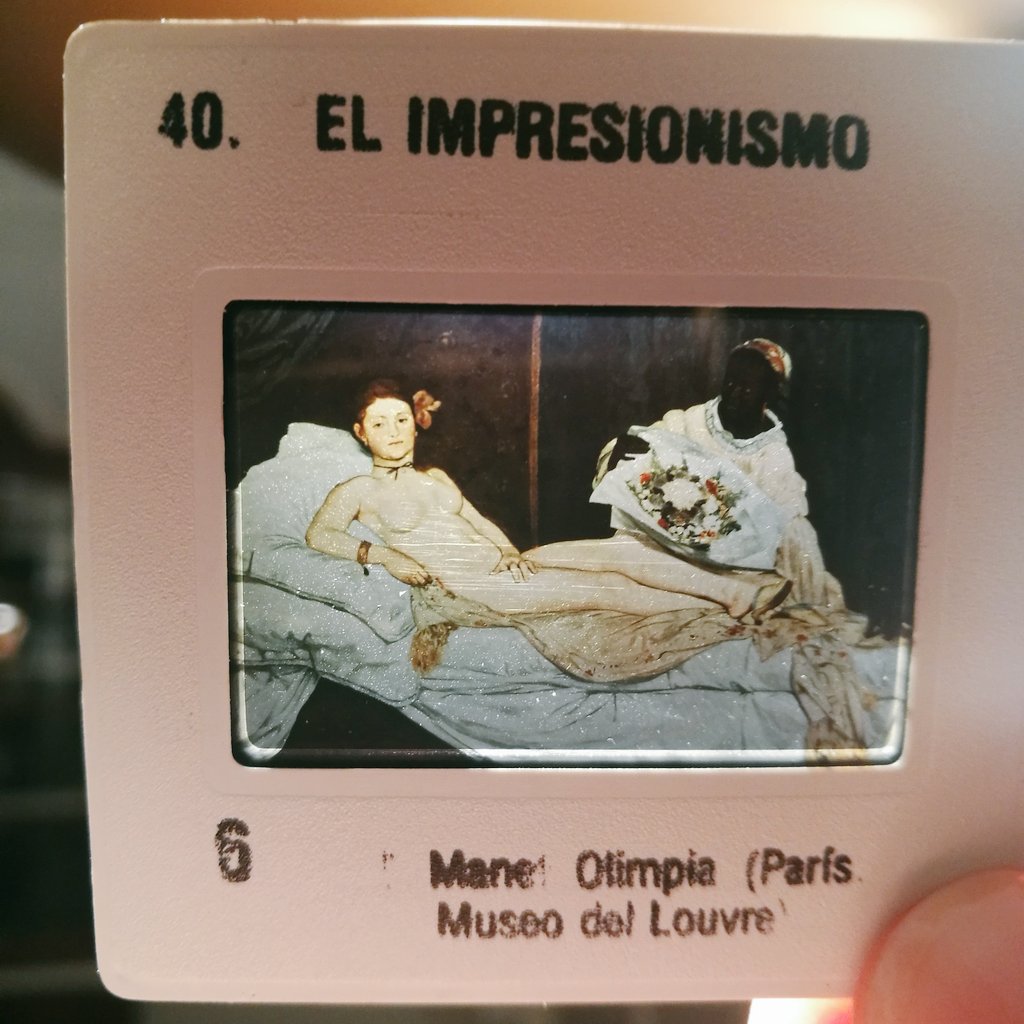 40. EL IMPRESIONISMO
6 Manet Olimpia (París.
Museo del Louvre)